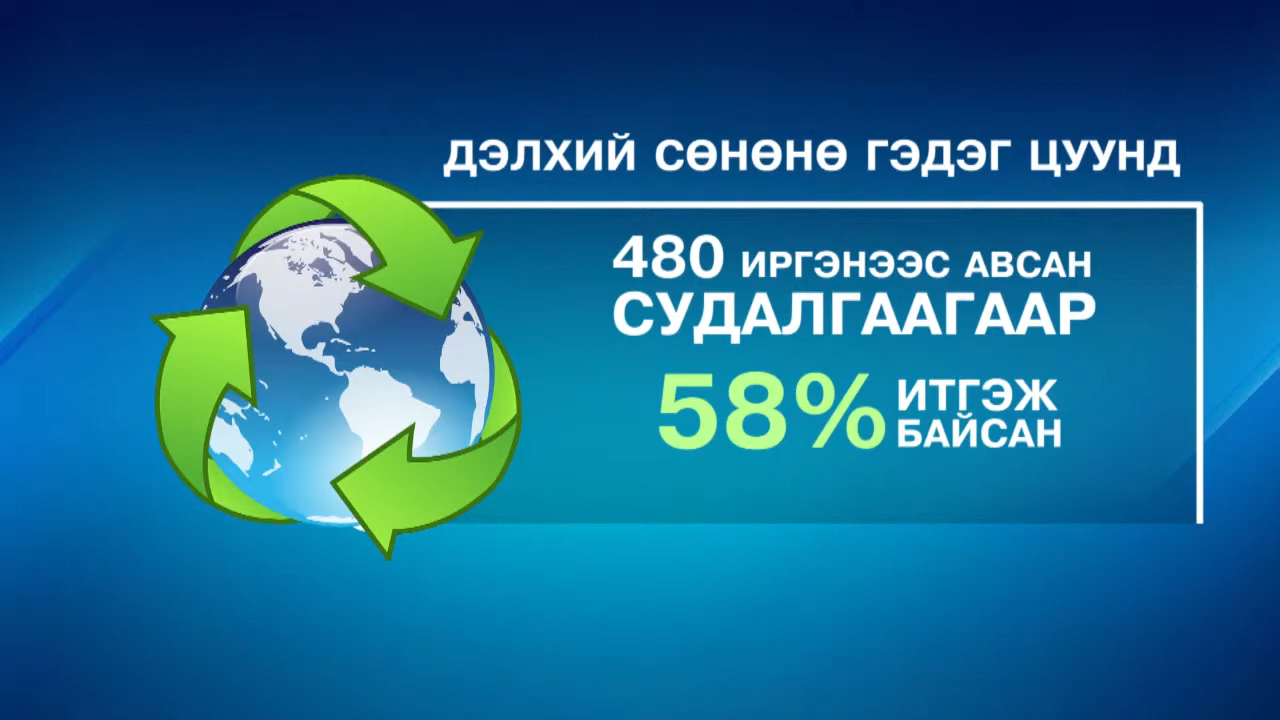 ДЭЛХИЙ СӨНӨНӨ ГЭДЭГ ЦУУНД
480 ИРГЭНЭЭС АВСАН
СУДАЛГААГААР
58% ИТГЭЖ
БАЙСАН